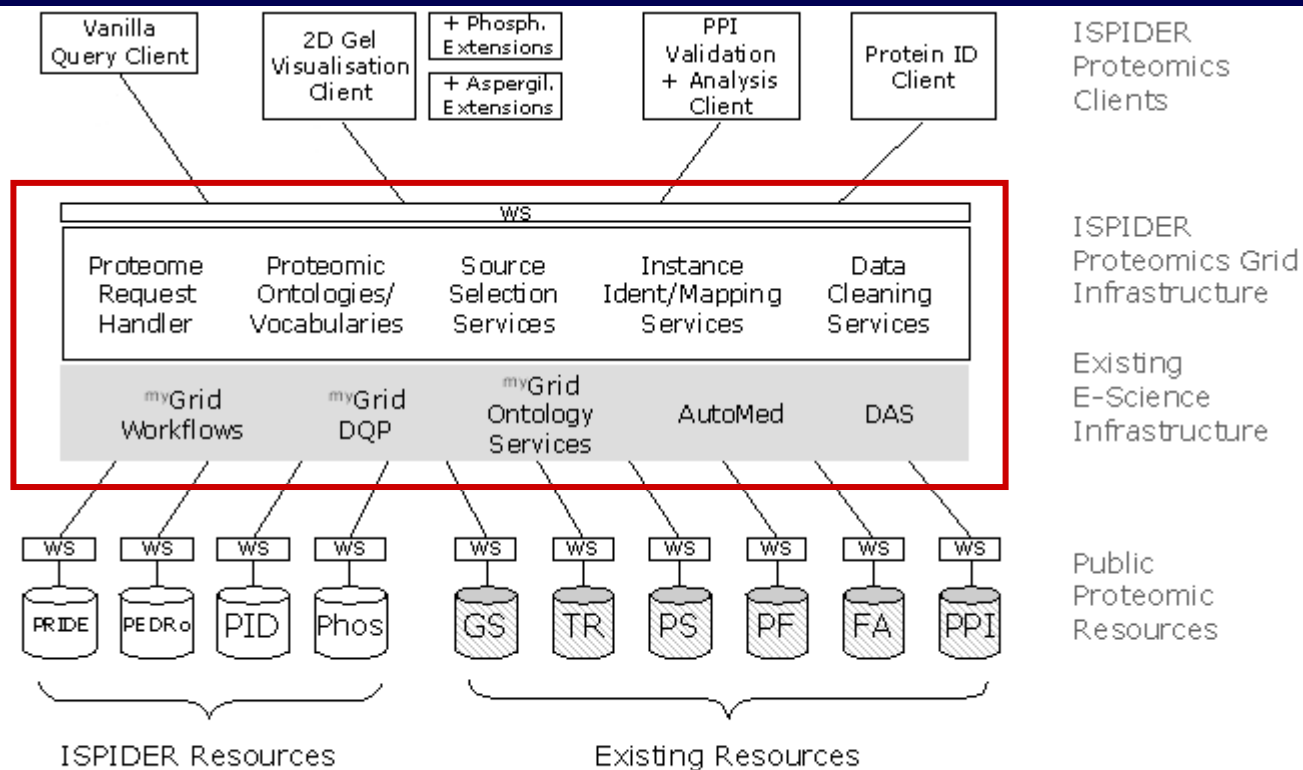 Vanilla
Query Client
2D Gel
Visualisation
Client
+ Phosph.
Extensions
+ Aspergil.
Extensions
PPI
Validation
+ Analysis
Client
Protein ID
Client
ISPIDER
Proteomics
Clients
WS
Proteome
Request
Handler
Proteomic
Ontologies/
Vocabularies
Source
Selection
Services
Instance
Ident/Mapping
Services
Data
Cleaning
Services
ISPIDER
Proteomics Grid
Infrastructure
myGrid
Workflows
myGrid
DQP
myGrid
Ontology
Services
AutoMed
DAS
Existing
E-Science
Infrastructure
WS
WS
WS
WS
WS
WS
WS
WS
WS
WS
PRIDE
PEDRo
PID
Phos
GS
TR
PS
PF
FA
PPI
Public
Proteomic
Resources
ISPIDER Resources
Existing Resources